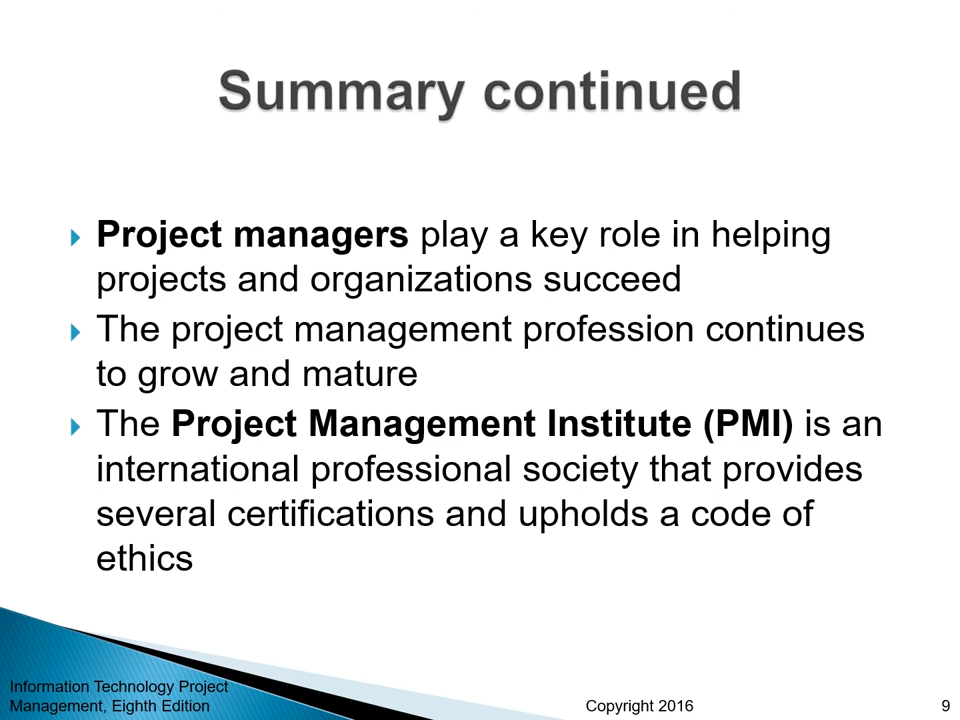 Summary continued
Project managers play a key role in helping
projects and organizations succeed
The project management profession continues
to grow and mature
The Project Management Institute (PMI) is an
international professional society that provides
several certifications and upholds a code of
ethics
Information Technology Project
Management, Eighth Edition
Copyright 2016
9